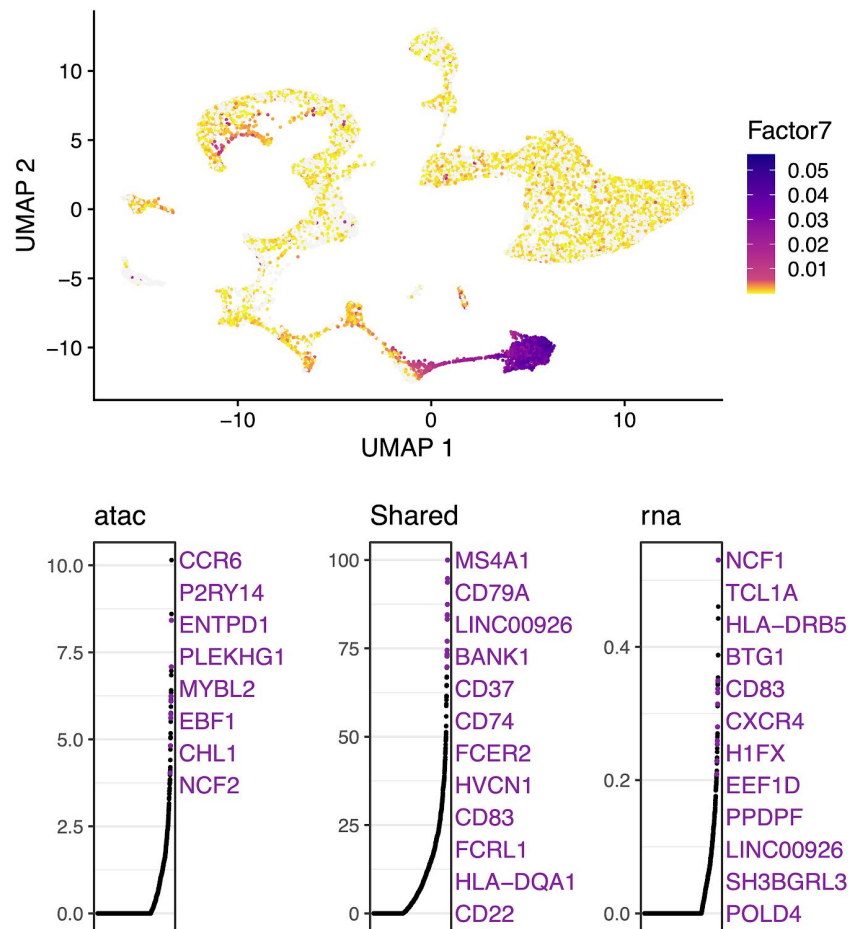 10
5
0
−5
−10
UMAP 2
−10
0
10
UMAP 1
Factor7
0.05
0.04
0.03
0.02
0.01
atac
10.0
7.5
5.0
2.5
0.0
CCR6
P2RY14
ENTPD1
PLEKHG1
MYBL2
EBF1
CHL1
NCF2
Shared
100
75
50
25
0
MS4A1
CD79A
LINC00926
BANK1
CD37
CD74
FCER2
HVCN1
CD83
FCRL1
HLA−DQA1
CD22
rna
0.4
0.2
0.0
NCF1
TCL1A
HLA−DRB5
BTG1
CD83
CXCR4
H1FX
EEF1D
PPDPF
LINC00926
SH3BGRL3
POLD4